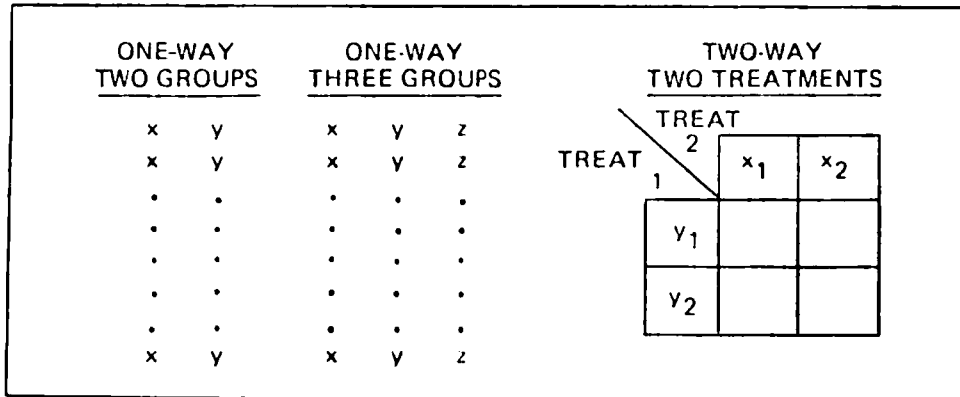 ONE-WAY
TWO GROUPS
x y
x y
. .
. .
. .
. .
. .
x y
ONE-WAY
THREE GROUPS
x y z
x y z
. . .
. . .
. . .
. . .
. . .
x y z
TWO-WAY
TWO TREATMENTS
TREAT
2
TREAT 1
x1 x2
y1
y2